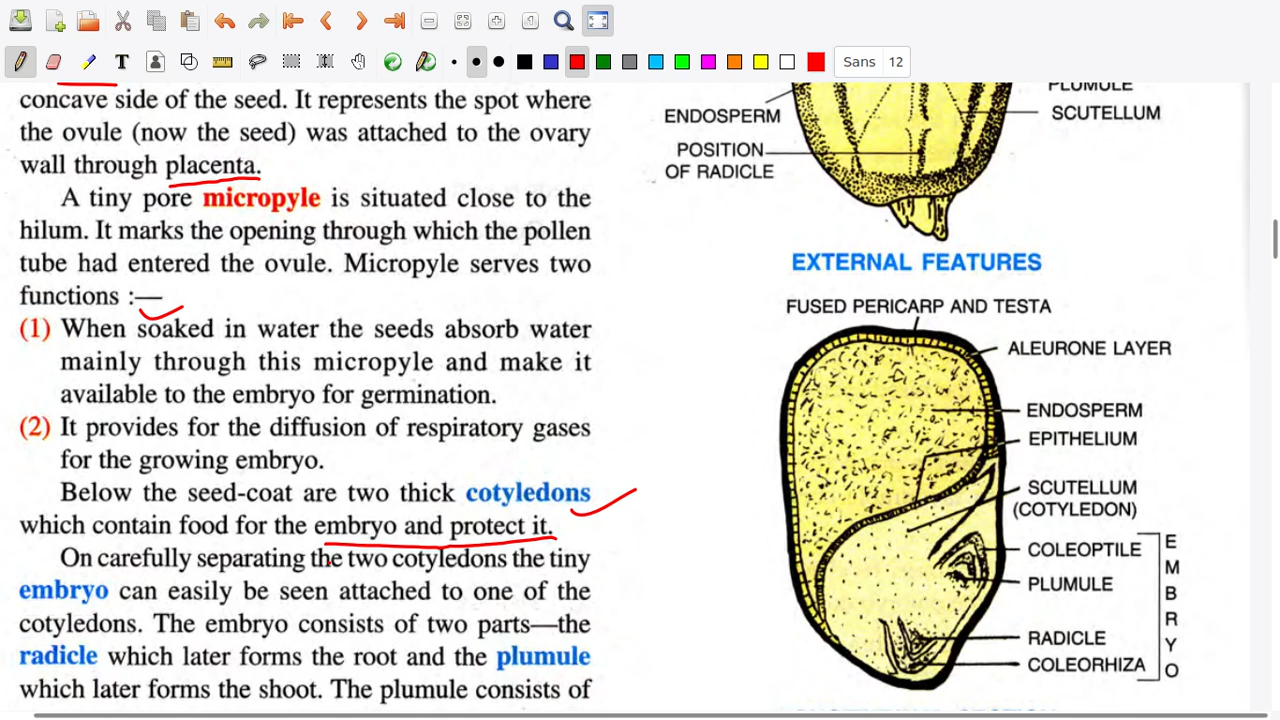 Sans 12
concave side of the seed. It represents the spot where
the ovule (now the seed) was attached to the ovary
wall through placenta.
A tiny pore micropyle is situated close to the
hilum. It marks the opening through which the pollen
tube had entered the ovule. Micropyle serves two
functions :—
(1) When soaked in water the seeds absorb water
mainly through this micropyle and make it
available to the embryo for germination.
(2) It provides for the diffusion of respiratory gases
for the growing embryo.
Below the seed-coat are two thick cotyledons
which contain food for the embryo and protect it.
On carefully separating the two cotyledons the tiny
embryo can easily be seen attached to one of the
cotyledons. The embryo consists of two parts—the
radicle which later forms the root and the plumule
which later forms the shoot. The plumule consists of
PLUMULE
ENDOSPERM
SCUTELLUM
POSITION
OF RADICLE
EXTERNAL FEATURES
FUSED PERICARP AND TESTA
ALEURONE LAYER
ENDOSPERM
EPITHELIUM
SCUTELLUM
(COTYLEDON)
COLEOPTILE
PLUMULE
RADICLE
COLEORHIZA
EMBRYO